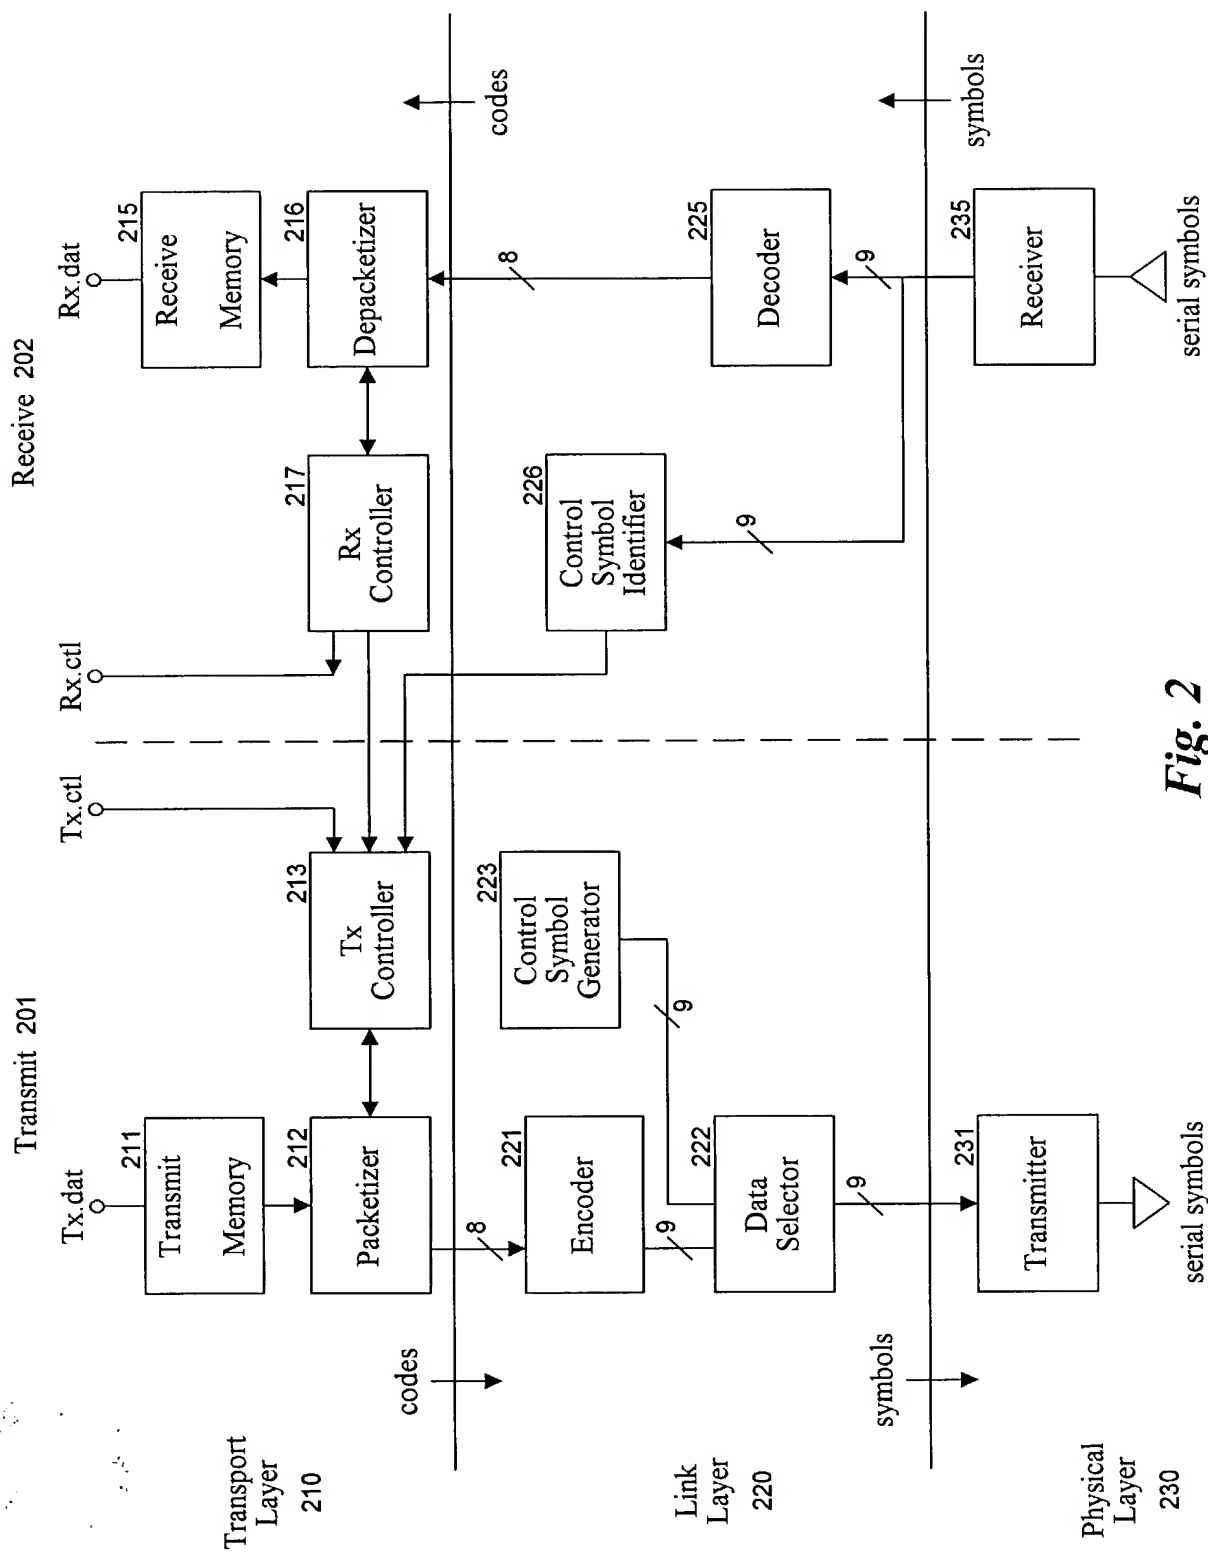 Transmit 201
Receive 202
Tx.dat
Tx.ctl
Rx.ctl
Rx.dat
Transport
Layer
210
211
Transmit
Memory
212
Packetizer
213
Tx
Controller
217
Rx
Controller
215
Receive
Memory
216
Depacketizer
codes
codes
8
8
Link
Layer
220
221
Encoder
9
222
Data
Selector
9
223
Control
Symbol
Generator
9
226
Control
Symbol
Identifier
9
225
Decoder
9
symbols
symbols
Physical
Layer
230
231
Transmitter
serial symbols
235
Receiver
serial symbols
Fig. 2